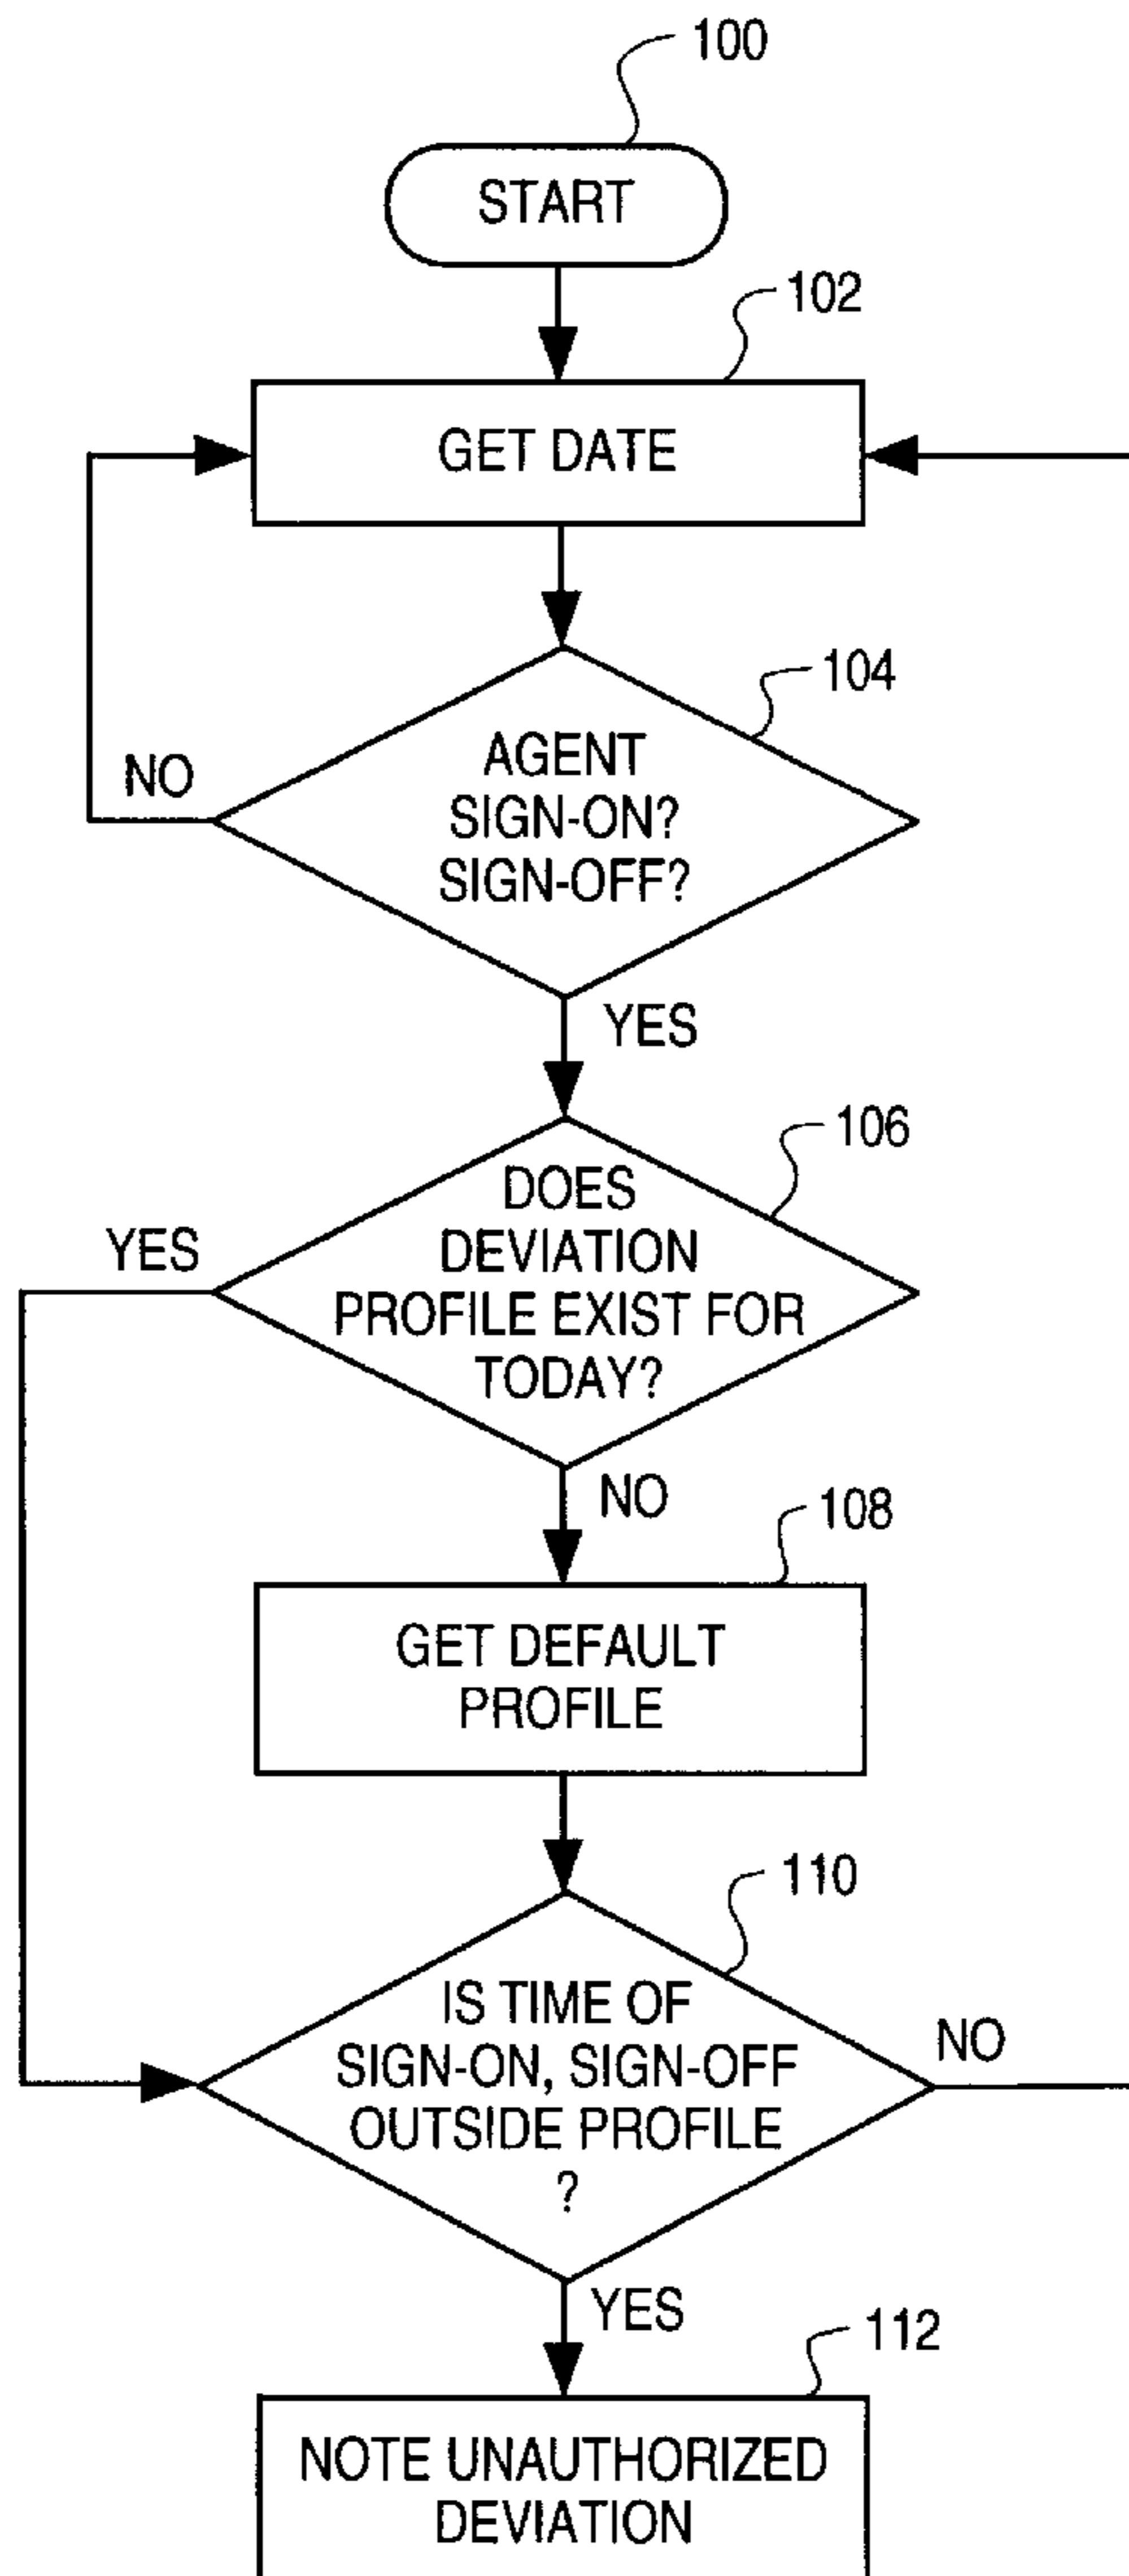 100
START
102
GET DATE
104
AGENT
SIGN-ON?
SIGN-OFF?
NO
YES
106
DOES
DEVIATION
PROFILE EXIST FOR
TODAY?
YES
NO
108
GET DEFAULT
PROFILE
110
IS TIME OF
SIGN-ON, SIGN-OFF
OUTSIDE PROFILE
?
NO
YES
112
NOTE UNAUTHORIZED
DEVIATION